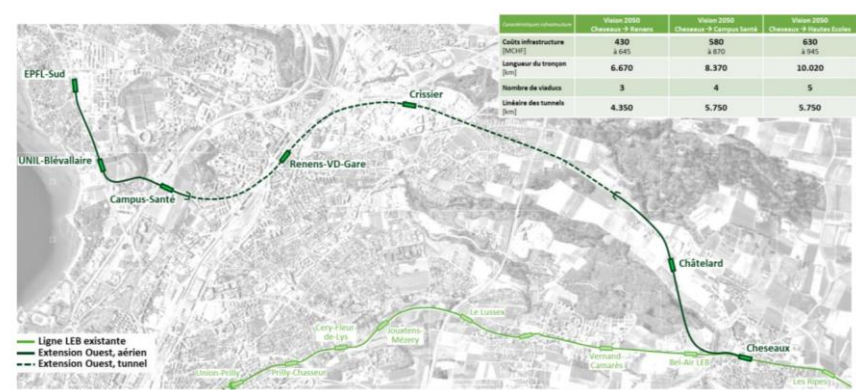 Caractéristiques infrastructure
Vision 2050
Cheseaux → Renens
Vision 2050
Cheseaux → Campus Santé
Vision 2050
Cheseaux → Hautes Ecoles
Coûts infrastructure
[MCHF]
430
à 645
580
à 870
630
à 945
Longueur du tronçon
[km]
6.670
8.370
10.020
Nombre de viaducs
3
4
5
Linéaire des tunnels
[km]
4.350
5.750
5.750
EPFL-Sud
Crissier
UNIL-Blévallaire
Renens-VD-Gare
Campus-Santé
Châtelard
Cheseaux
Le Lussex
Jouxtens-
Mézery
Cery-Fleur
de-Lys
Prilly-Chasseur
Union-Prilly
Vernand-
Camarès
Bel-Air LEB
Les Ripes
Ligne LEB existante
Extension Ouest, aérien
Extension Ouest, tunnel